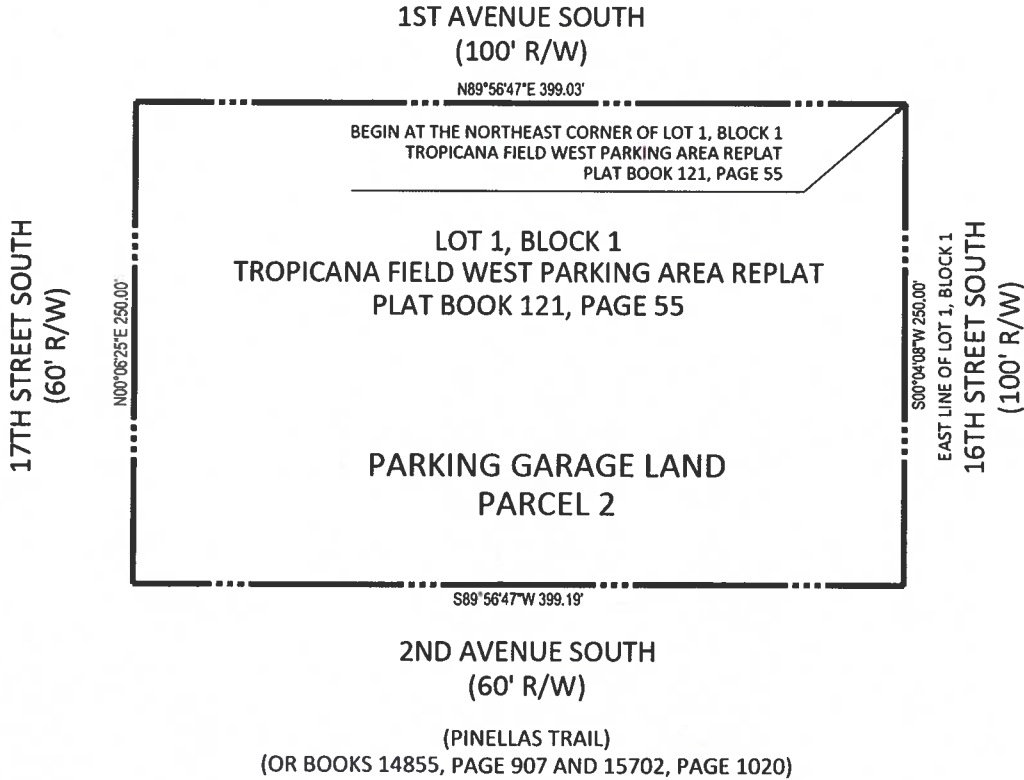 1ST AVENUE SOUTH
(100' R/W)
N89°56'47"E 399.03'
BEGIN AT THE NORTHEAST CORNER OF LOT 1, BLOCK 1
TROPICANA FIELD WEST PARKING AREA REPLAT
PLAT BOOK 121, PAGE 55
LOT 1, BLOCK 1
TROPICANA FIELD WEST PARKING AREA REPLAT
PLAT BOOK 121, PAGE 55
17TH STREET SOUTH
(60' R/W)
N00°06'25"E 250.00'
S00°04'08"W 250.00'
EAST LINE OF LOT 1, BLOCK 1
16TH STREET SOUTH
(100' R/W)
PARKING GARAGE LAND
PARCEL 2
S89°56'47"W 399.19'
2ND AVENUE SOUTH
(60' R/W)
(PINELLAS TRAIL)
(OR BOOKS 14855, PAGE 907 AND 15702, PAGE 1020)